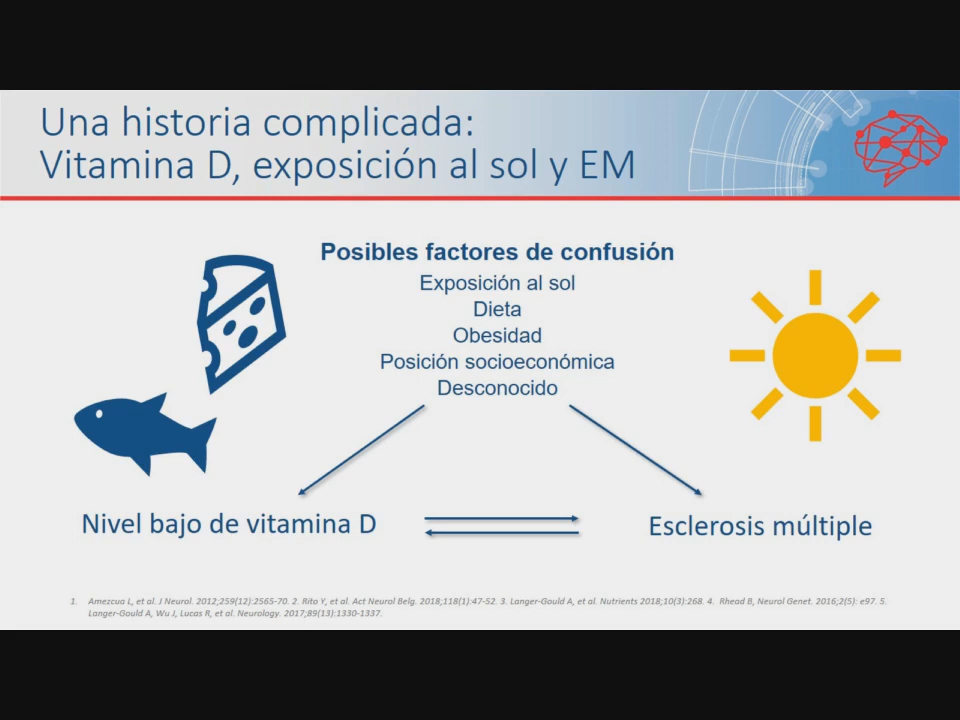 Una historia complicada:
Vitamina D, exposición al sol y EM
Posibles factores de confusión
Exposición al sol
Dieta
Obesidad
Posición socioeconómica
Desconocido
Nivel bajo de vitamina D
Esclerosis múltiple
1. Amezcua L, et al. J Neurol. 2012;259(12):2565-70. 2. Rito Y, et al. Act Neurol Belg. 2018;118(1):47-52. 3. Langer-Gould A, et al. Nutrients 2018;10(3):268. 4. Rhead B, Neurol Genet. 2016;2(5): e97. 5.
Langer-Gould A, Wu J, Lucas R, et al. Neurology. 2017;89(13):1330-1337.